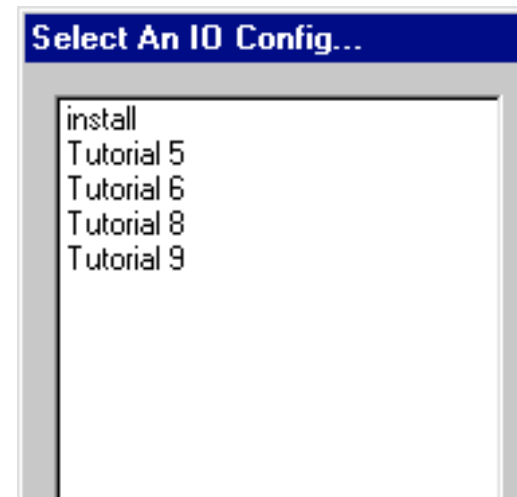 Select An IO Config...
install
Tutorial 5
Tutorial 6
Tutorial 8
Tutorial 9